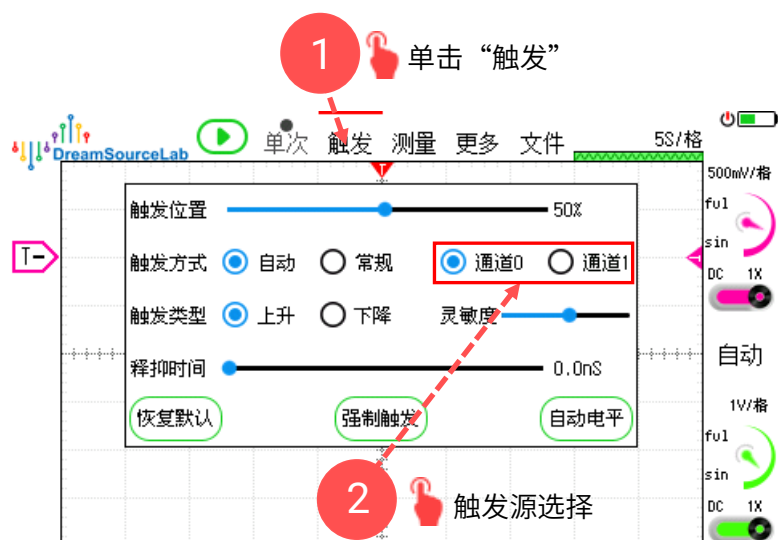 1 单击“触发”
DreamSourceLab 单次 触发 测量 更多 文件 5S/格
T
500mV/格
触发位置 50%
ful
sin
T
触发方式 自动 常规 通道0 通道1
DC 1X
触发类型 上升 下降 灵敏度
释抑时间 0.0nS
自动
恢复默认 强制触发 自动电平
1V/格
ful
sin
2 触发源选择
DC 1X